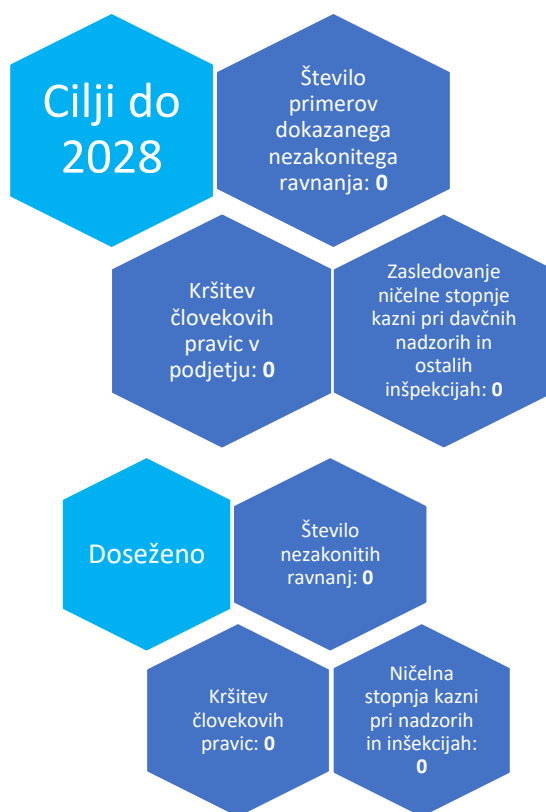 Cilji do
2028
Število
primerov
dokazanega
nezakonitega
ravnanja: 0
Kršitev
človekovih
pravic v
podjetju: 0
Zasledovanje
ničelne stopnje
kazni pri davčnih
nadzorih in
ostalih
inšpekcijah: 0
Doseženo
Število
nezakonitih
ravnanj: 0
Kršitev
človekovih
pravic: 0
Ničelna
stopnja kazni
pri nadzorih
in inšekcijah:
0